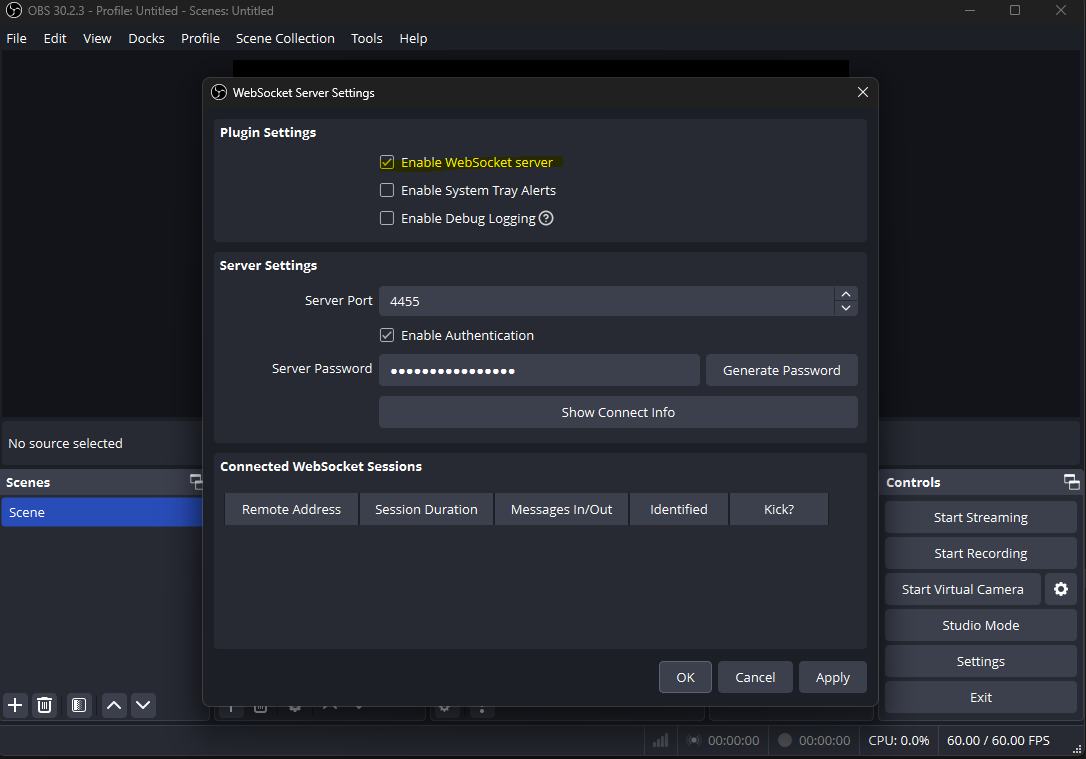 OBS 30.2.3 - Profile: Untitled - Scenes: Untitled
File Edit View Docks Profile Scene Collection Tools Help
WebSocket Server Settings
Plugin Settings
Enable WebSocket server
Enable System Tray Alerts
Enable Debug Logging
Server Settings
Server Port 4455
Enable Authentication
Server Password Generate Password
Show Connect Info
Connected WebSocket Sessions
Remote Address Session Duration Messages In/Out Identified Kick?
OK Cancel Apply
No source selected
Scenes
Scene
Controls
Start Streaming
Start Recording
Start Virtual Camera
Studio Mode
Settings
Exit
00:00:00 00:00:00 CPU: 0.0% 60.00 / 60.00 FPS